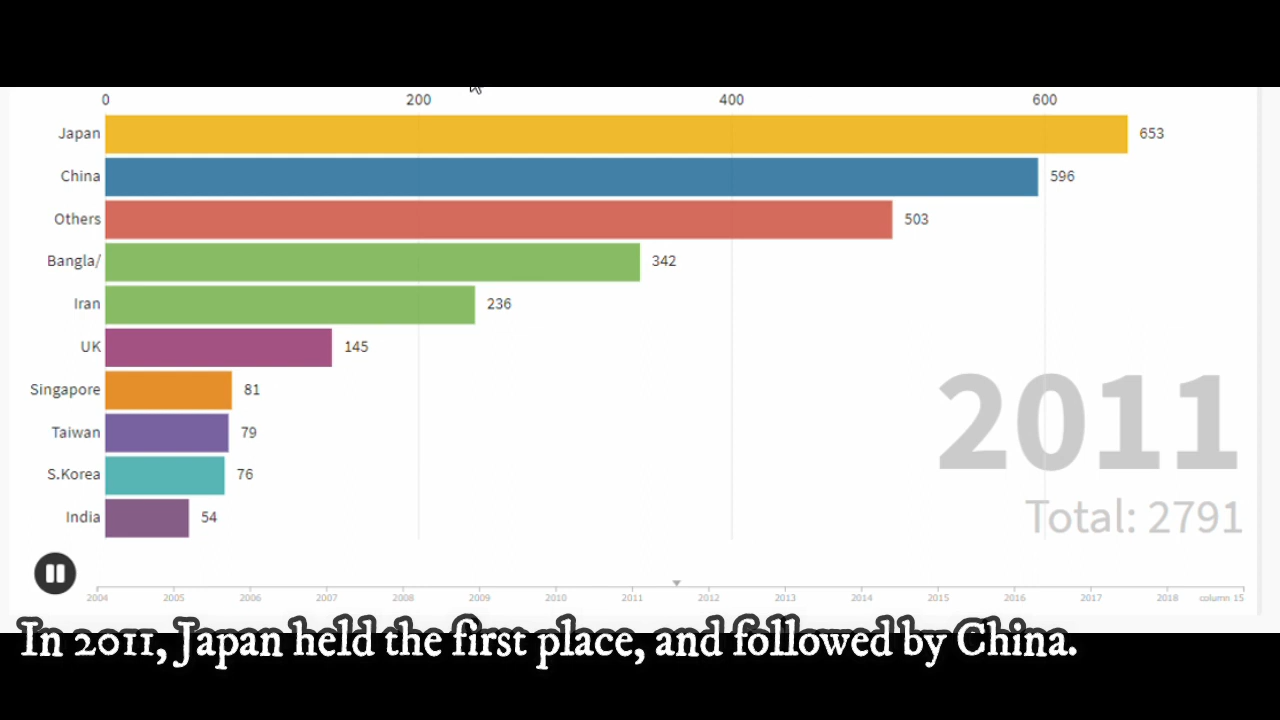 0 200 400 600
Japan 653
China 596
Others 503
Bangla/ 342
Iran 236
UK 145
Singapore 81
Taiwan 79
S.Korea 76
India 54
2011
Total: 2791
2004 2005 2006 2007 2008 2009 2010 2011 2012 2013 2014 2015 2016 2017 2018 column 15
In 2011, Japan held the first place, and followed by China.